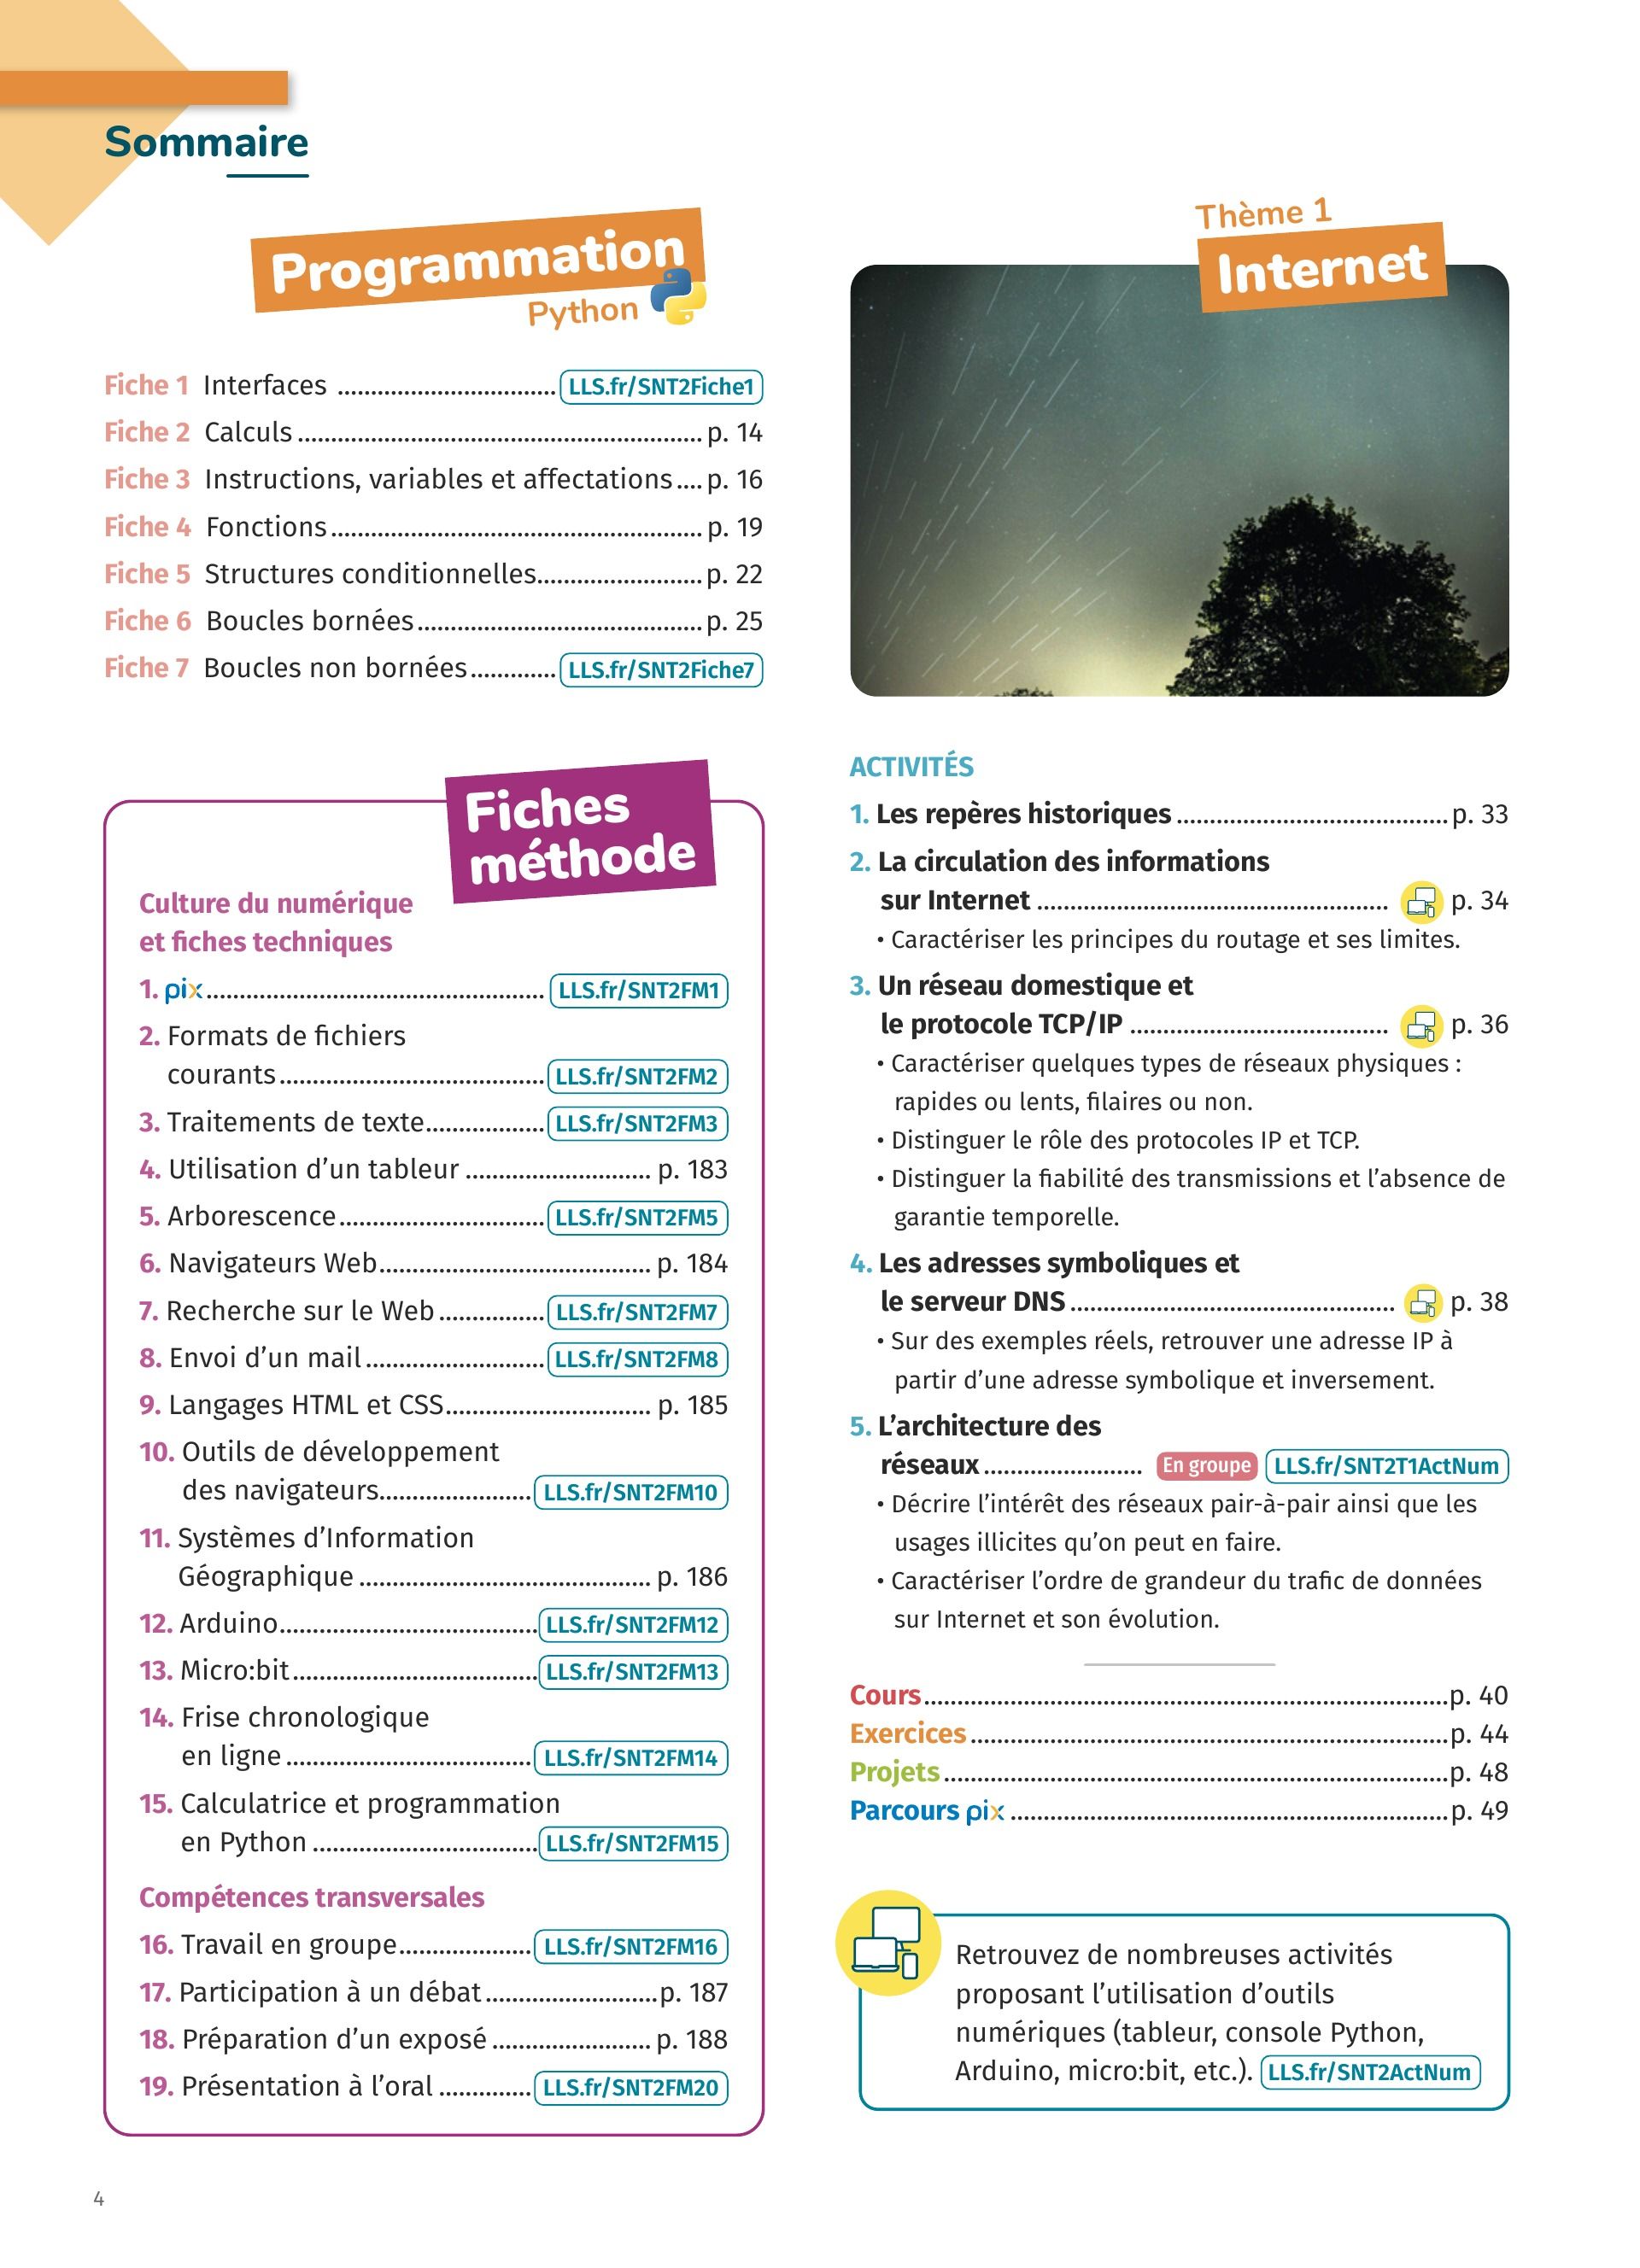 Sommaire
Programmation
Python
Fiche 1 Interfaces ................................. LLS.fr/SNT2Fiche1
Fiche 2 Calculs ............................................................. p. 14
Fiche 3 Instructions, variables et affectations .... p. 16
Fiche 4 Fonctions ........................................................ p. 19
Fiche 5 Structures conditionnelles ......................... p. 22
Fiche 6 Boucles bornées ........................................... p. 25
Fiche 7 Boucles non bornées ............. LLS.fr/SNT2Fiche7
Fiches
méthode
Culture du numérique
et fiches techniques
1. pix ................................................... LLS.fr/SNT2FM1
2. Formats de fichiers
courants ........................................ LLS.fr/SNT2FM2
3. Traitements de texte .................. LLS.fr/SNT2FM3
4. Utilisation d’un tableur ............................ p. 183
5. Arborescence ............................... LLS.fr/SNT2FM5
6. Navigateurs Web ......................................... p. 184
7. Recherche sur le Web ................ LLS.fr/SNT2FM7
8. Envoi d’un mail ........................... LLS.fr/SNT2FM8
9. Langages HTML et CSS ............................... p. 185
10. Outils de développement
des navigateurs ....................... LLS.fr/SNT2FM10
11. Systèmes d’Information
Géographique ............................................ p. 186
12. Arduino ....................................... LLS.fr/SNT2FM12
13. Micro:bit ..................................... LLS.fr/SNT2FM13
14. Frise chronologique
en ligne ..................................... LLS.fr/SNT2FM14
15. Calculatrice et programmation
en Python .................................. LLS.fr/SNT2FM15
Compétences transversales
16. Travail en groupe .................... LLS.fr/SNT2FM16
17. Participation à un débat .......................... p. 187
18. Préparation d’un exposé ........................ p. 188
19. Présentation à l’oral .............. LLS.fr/SNT2FM20
Thème 1
Internet
ACTIVITÉS
1. Les repères historiques ......................................... p. 33
2. La circulation des informations
sur Internet ..................................................... p. 34
• Caractériser les principes du routage et ses limites.
3. Un réseau domestique et
le protocole TCP/IP ....................................... p. 36
• Caractériser quelques types de réseaux physiques :
rapides ou lents, filaires ou non.
• Distinguer le rôle des protocoles IP et TCP.
• Distinguer la fiabilité des transmissions et l’absence de
garantie temporelle.
4. Les adresses symboliques et
le serveur DNS ................................................. p. 38
• Sur des exemples réels, retrouver une adresse IP à
partir d’une adresse symbolique et inversement.
5. L’architecture des
réseaux ........................ En groupe LLS.fr/SNT2T1ActNum
• Décrire l’intérêt des réseaux pair-à-pair ainsi que les
usages illicites qu’on peut en faire.
• Caractériser l’ordre de grandeur du trafic de données
sur Internet et son évolution.
Cours ............................................................................... p. 40
Exercices ........................................................................ p. 44
Projets ............................................................................ p. 48
Parcours pix .................................................................. p. 49
Retrouvez de nombreuses activités
proposant l’utilisation d’outils
numériques (tableur, console Python,
Arduino, micro:bit, etc.). LLS.fr/SNT2ActNum
4